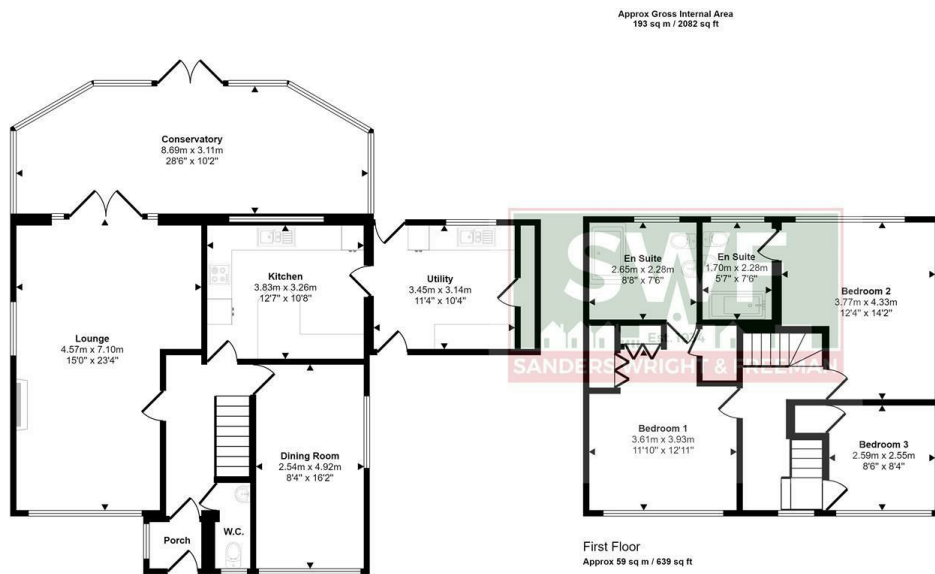 Approx Gross Internal Area
193 sq m / 2082 sq ft
Conservatory
8.69m x 3.11m
28'6" x 10'2"
Kitchen
3.83m x 3.26m
12'7" x 10'8"
Utility
3.45m x 3.14m
11'4" x 10'4"
Lounge
4.57m x 7.10m
15'0" x 23'4"
Dining Room
2.54m x 4.92m
8'4" x 16'2"
Porch
W.C.
SWF
SANDERS WRIGHT & FREEMAN
En Suite
2.65m x 2.28m
8'8" x 7'6"
En Suite
1.70m x 2.28m
5'7" x 7'6"
Bedroom 2
3.77m x 4.33m
12'4" x 14'2"
Bedroom 1
3.61m x 3.93m
11'10" x 12'11"
Bedroom 3
2.59m x 2.55m
8'6" x 8'4"
First Floor
Approx 59 sq m / 639 sq ft